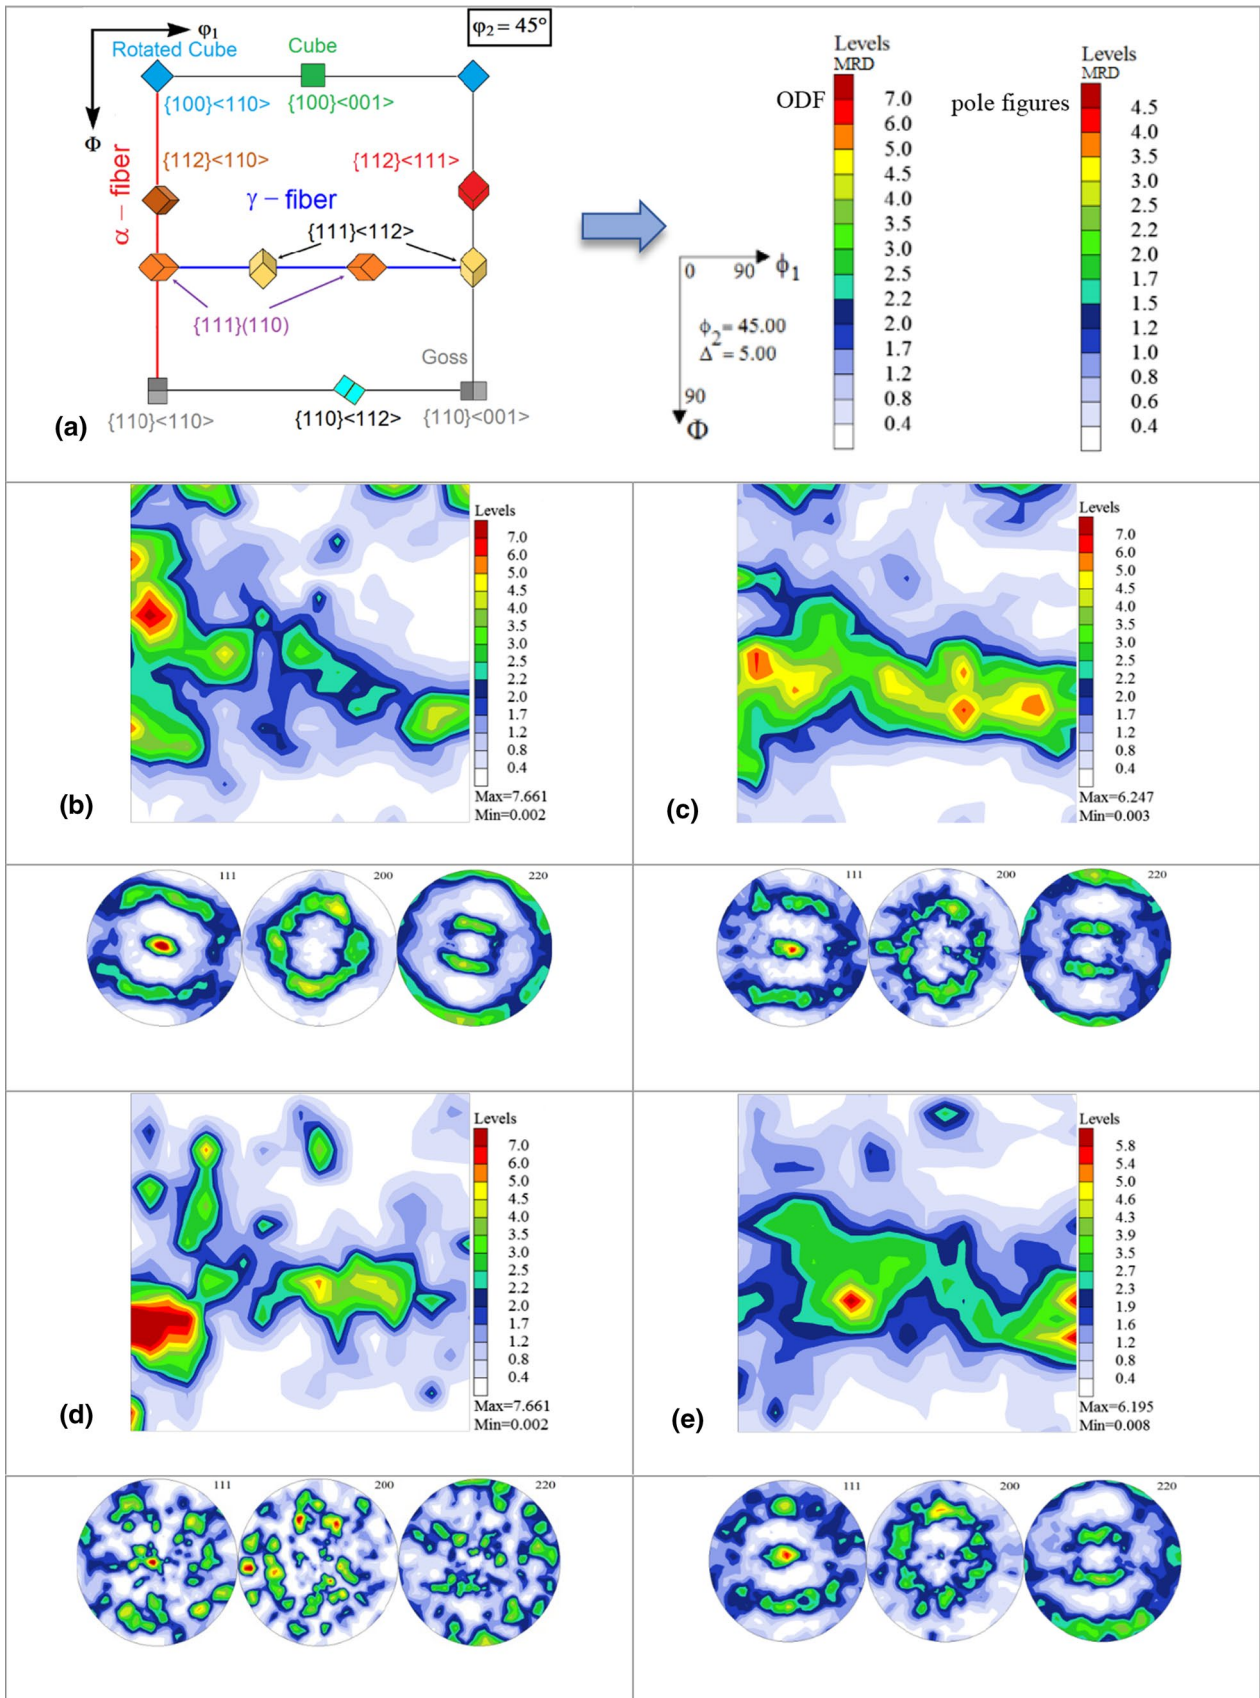 φ₁
φ₂ = 45°
Rotated Cube
Cube
{100}<110>
{100}<001>
Φ
α – fiber
{112}<110>
{112}<111>
γ – fiber
{111}<112>
{111}(110)
Goss
{110}<110>
{110}<112>
{110}<001>
(a)
0 90 ϕ₁
ϕ₂ = 45.00
Δ = 5.00
90
Φ
Levels
MRD
ODF
7.0
6.0
5.0
4.5
4.0
3.5
3.0
2.5
2.2
2.0
1.7
1.2
0.8
0.4
Levels
MRD
pole figures
4.5
4.0
3.5
3.0
2.5
2.2
2.0
1.7
1.5
1.2
1.0
0.8
0.6
0.4
(b)
Levels
7.0
6.0
5.0
4.5
4.0
3.5
3.0
2.5
2.2
2.0
1.7
1.2
0.8
0.4
Max=7.661
Min=0.002
(c)
Levels
7.0
6.0
5.0
4.5
4.0
3.5
3.0
2.5
2.2
2.0
1.7
1.2
0.8
0.4
Max=6.247
Min=0.003
111 200 220
111 200 220
(d)
Levels
7.0
6.0
5.0
4.5
4.0
3.5
3.0
2.5
2.2
2.0
1.7
1.2
0.8
0.4
Max=7.661
Min=0.002
(e)
Levels
5.8
5.4
5.0
4.6
4.3
3.9
3.5
2.7
2.3
1.9
1.6
1.2
0.8
0.4
Max=6.195
Min=0.008
111 200 220
111 200 220